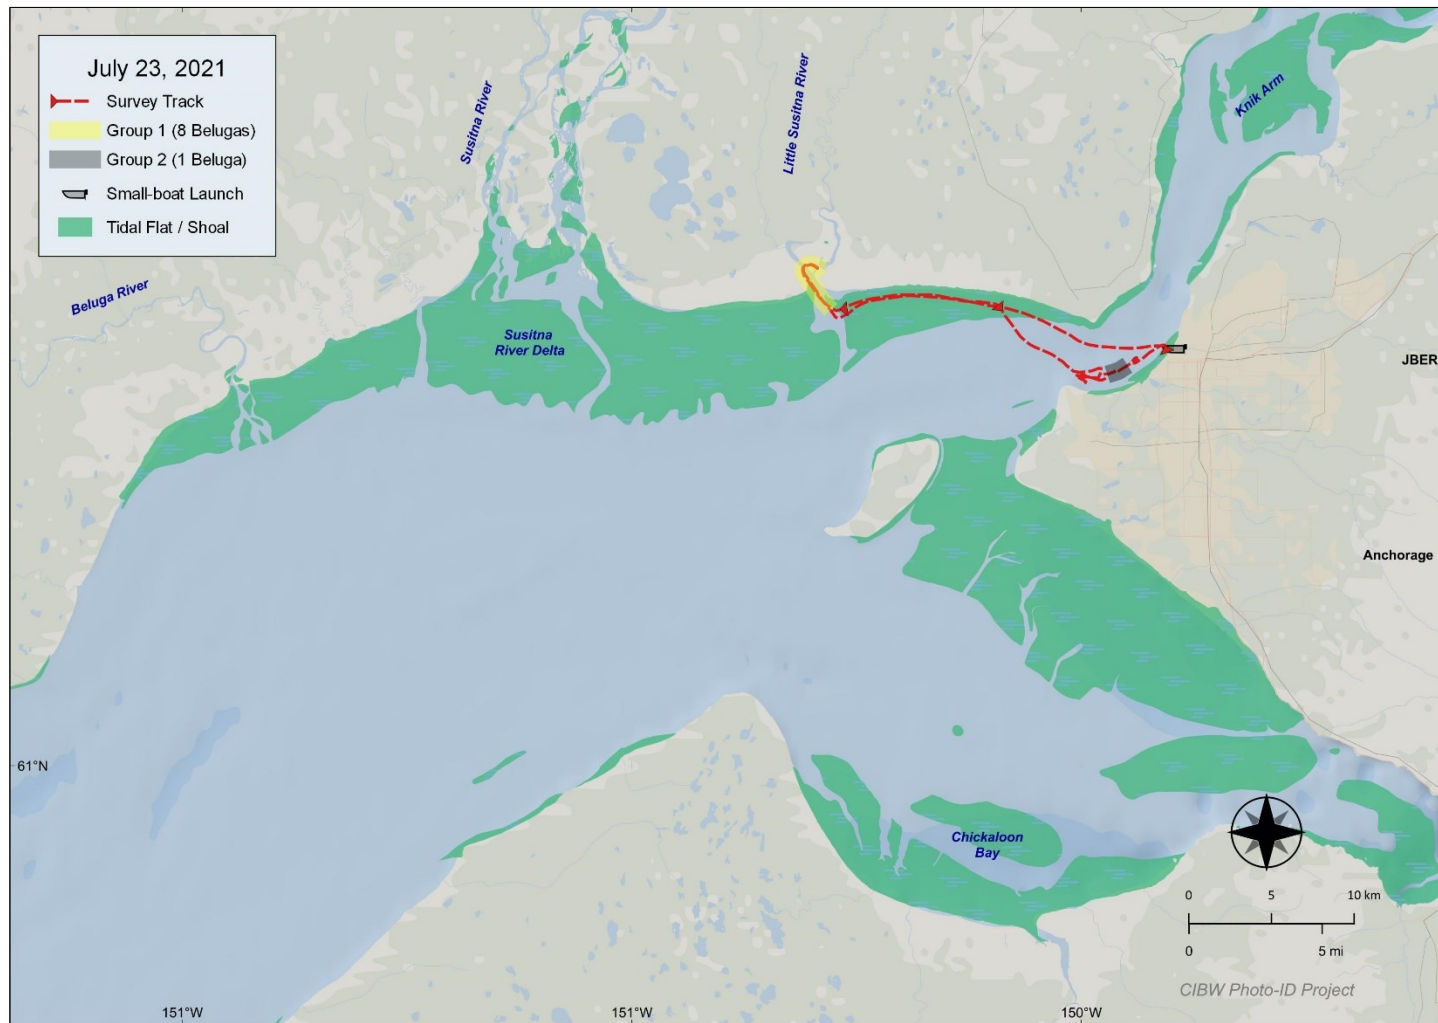 July 23, 2021
Survey Track
Group 1 (8 Belugas)
Group 2 (1 Beluga)
Small-boat Launch
Tidal Flat / Shoal
Susitna River
Little Susitna River
Knik Arm
Beluga River
Susitna
River Delta
JBER
Anchorage
61°N
Chickaloon
Bay
0 5 10 km
0 5 mi
CIBW Photo-ID Project
151°W
151°W
150°W